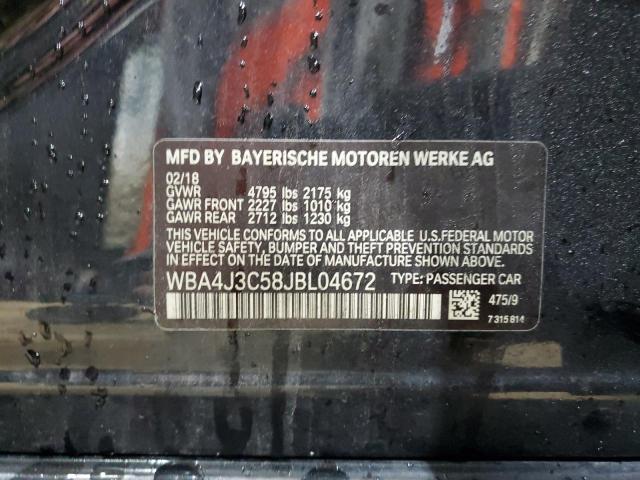 MFD BY BAYERISCHE MOTOREN WERKE AG
02/18
GVWR 4795 lbs 2175 kg
GAWR FRONT 2227 lbs 1010 kg
GAWR REAR 2712 lbs 1230 kg
THIS VEHICLE CONFORMS TO ALL APPLICABLE U.S.FEDERAL MOTOR
VEHICLE SAFETY, BUMPER AND THEFT PREVENTION STANDARDS
IN EFFECT ON THE DATE OF MANUFACTURE SHOWN ABOVE.
WBA4J3C58JBL04672 TYPE: PASSENGER CAR
475/9
7315814